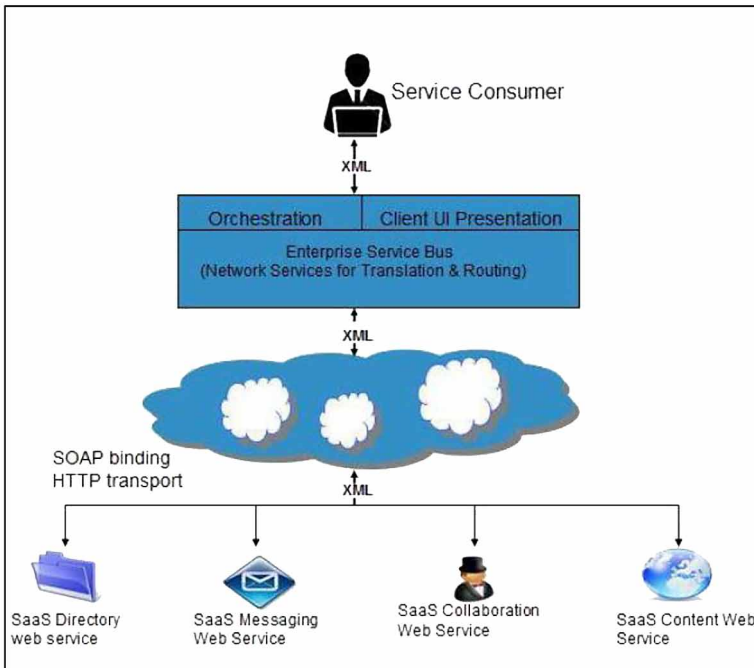 Service Consumer
XML
Orchestration
Client UI Presentation
Enterprise Service Bus
(Network Services for Translation & Routing)
XML
SOAP binding
HTTP transport
XML
SaaS Directory
web service
SaaS Messaging
Web Service
SaaS Collaboration
Web Service
SaaS Content Web
Service